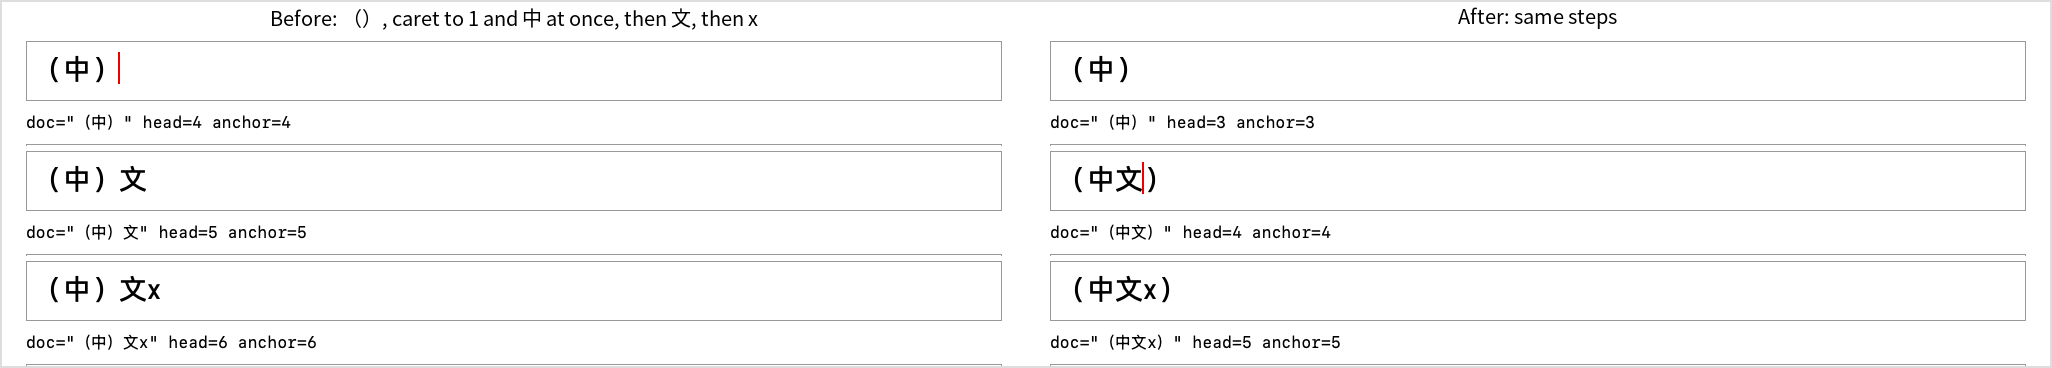 Before: （）, caret to 1 and 中 at once, then 文, then x
（中）
doc="（中）" head=4 anchor=4
（中）文
doc="（中）文" head=5 anchor=5
（中）文x
doc="（中）文x" head=6 anchor=6
After: same steps
（中）
doc="（中）" head=3 anchor=3
（中文）
doc="（中文）" head=4 anchor=4
（中文x）
doc="（中文x）" head=5 anchor=5